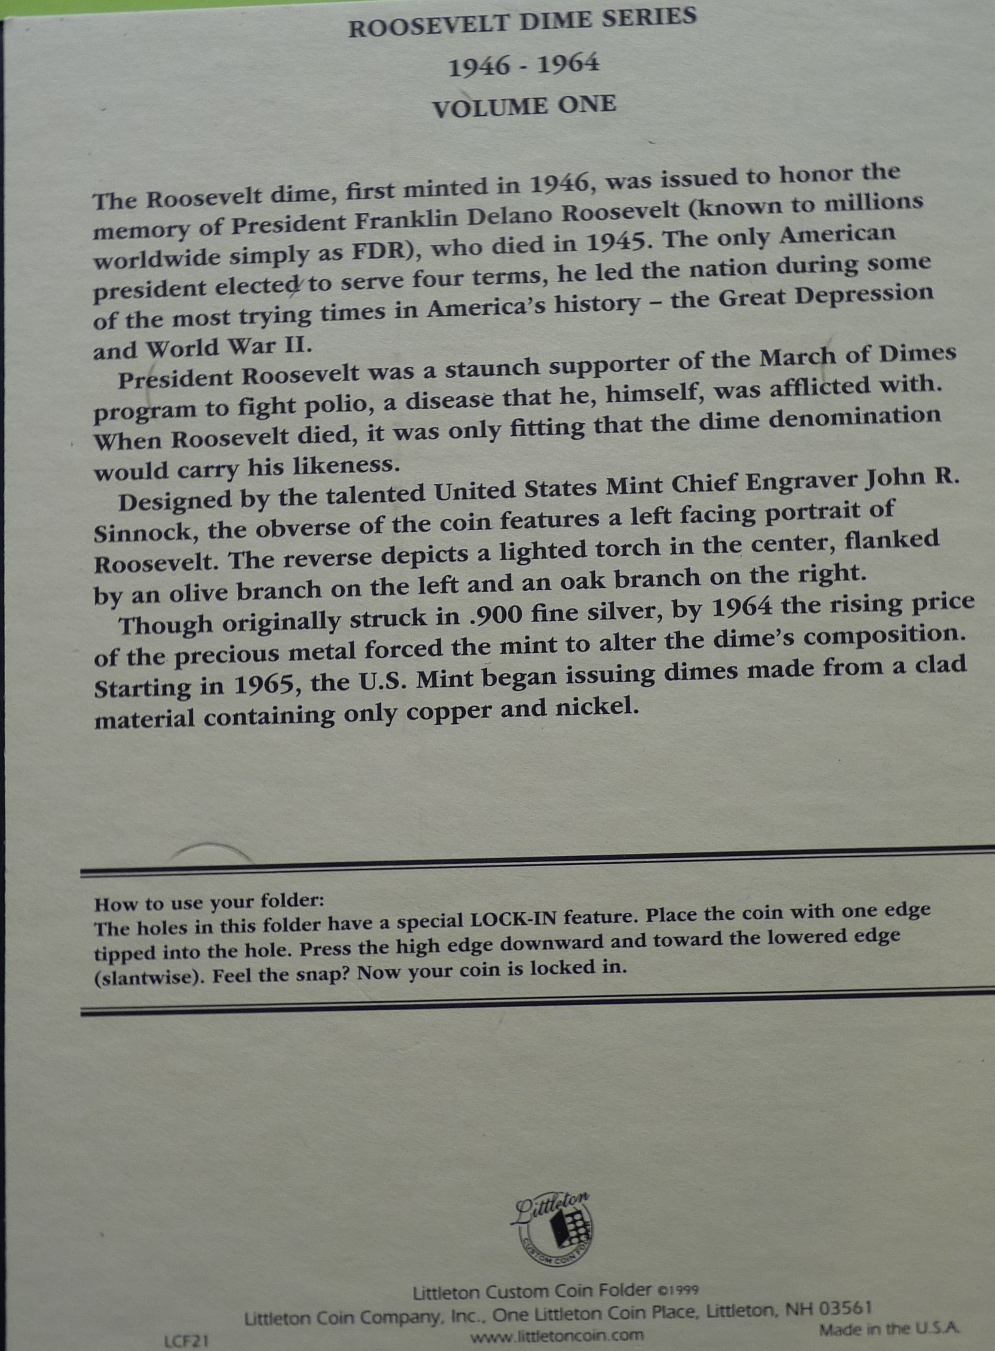 ROOSEVELT DIME SERIES
1946 - 1964
VOLUME ONE
The Roosevelt dime, first minted in 1946, was issued to honor the
memory of President Franklin Delano Roosevelt (known to millions
worldwide simply as FDR), who died in 1945. The only American
president elected to serve four terms, he led the nation during some
of the most trying times in America's history – the Great Depression
and World War II.
President Roosevelt was a staunch supporter of the March of Dimes
program to fight polio, a disease that he, himself, was afflicted with.
When Roosevelt died, it was only fitting that the dime denomination
would carry his likeness.
Designed by the talented United States Mint Chief Engraver John R.
Sinnock, the obverse of the coin features a left facing portrait of
Roosevelt. The reverse depicts a lighted torch in the center, flanked
by an olive branch on the left and an oak branch on the right.
Though originally struck in .900 fine silver, by 1964 the rising price
of the precious metal forced the mint to alter the dime's composition.
Starting in 1965, the U.S. Mint began issuing dimes made from a clad
material containing only copper and nickel.
How to use your folder:
The holes in this folder have a special LOCK-IN feature. Place the coin with one edge
tipped into the hole. Press the high edge downward and toward the lowered edge
(slantwise). Feel the snap? Now your coin is locked in.
Littleton
CUSTOM COIN FOLDER
Littleton Custom Coin Folder ©1999
Littleton Coin Company, Inc., One Littleton Coin Place, Littleton, NH 03561
LCF21 www.littletoncoin.com Made in the U.S.A.